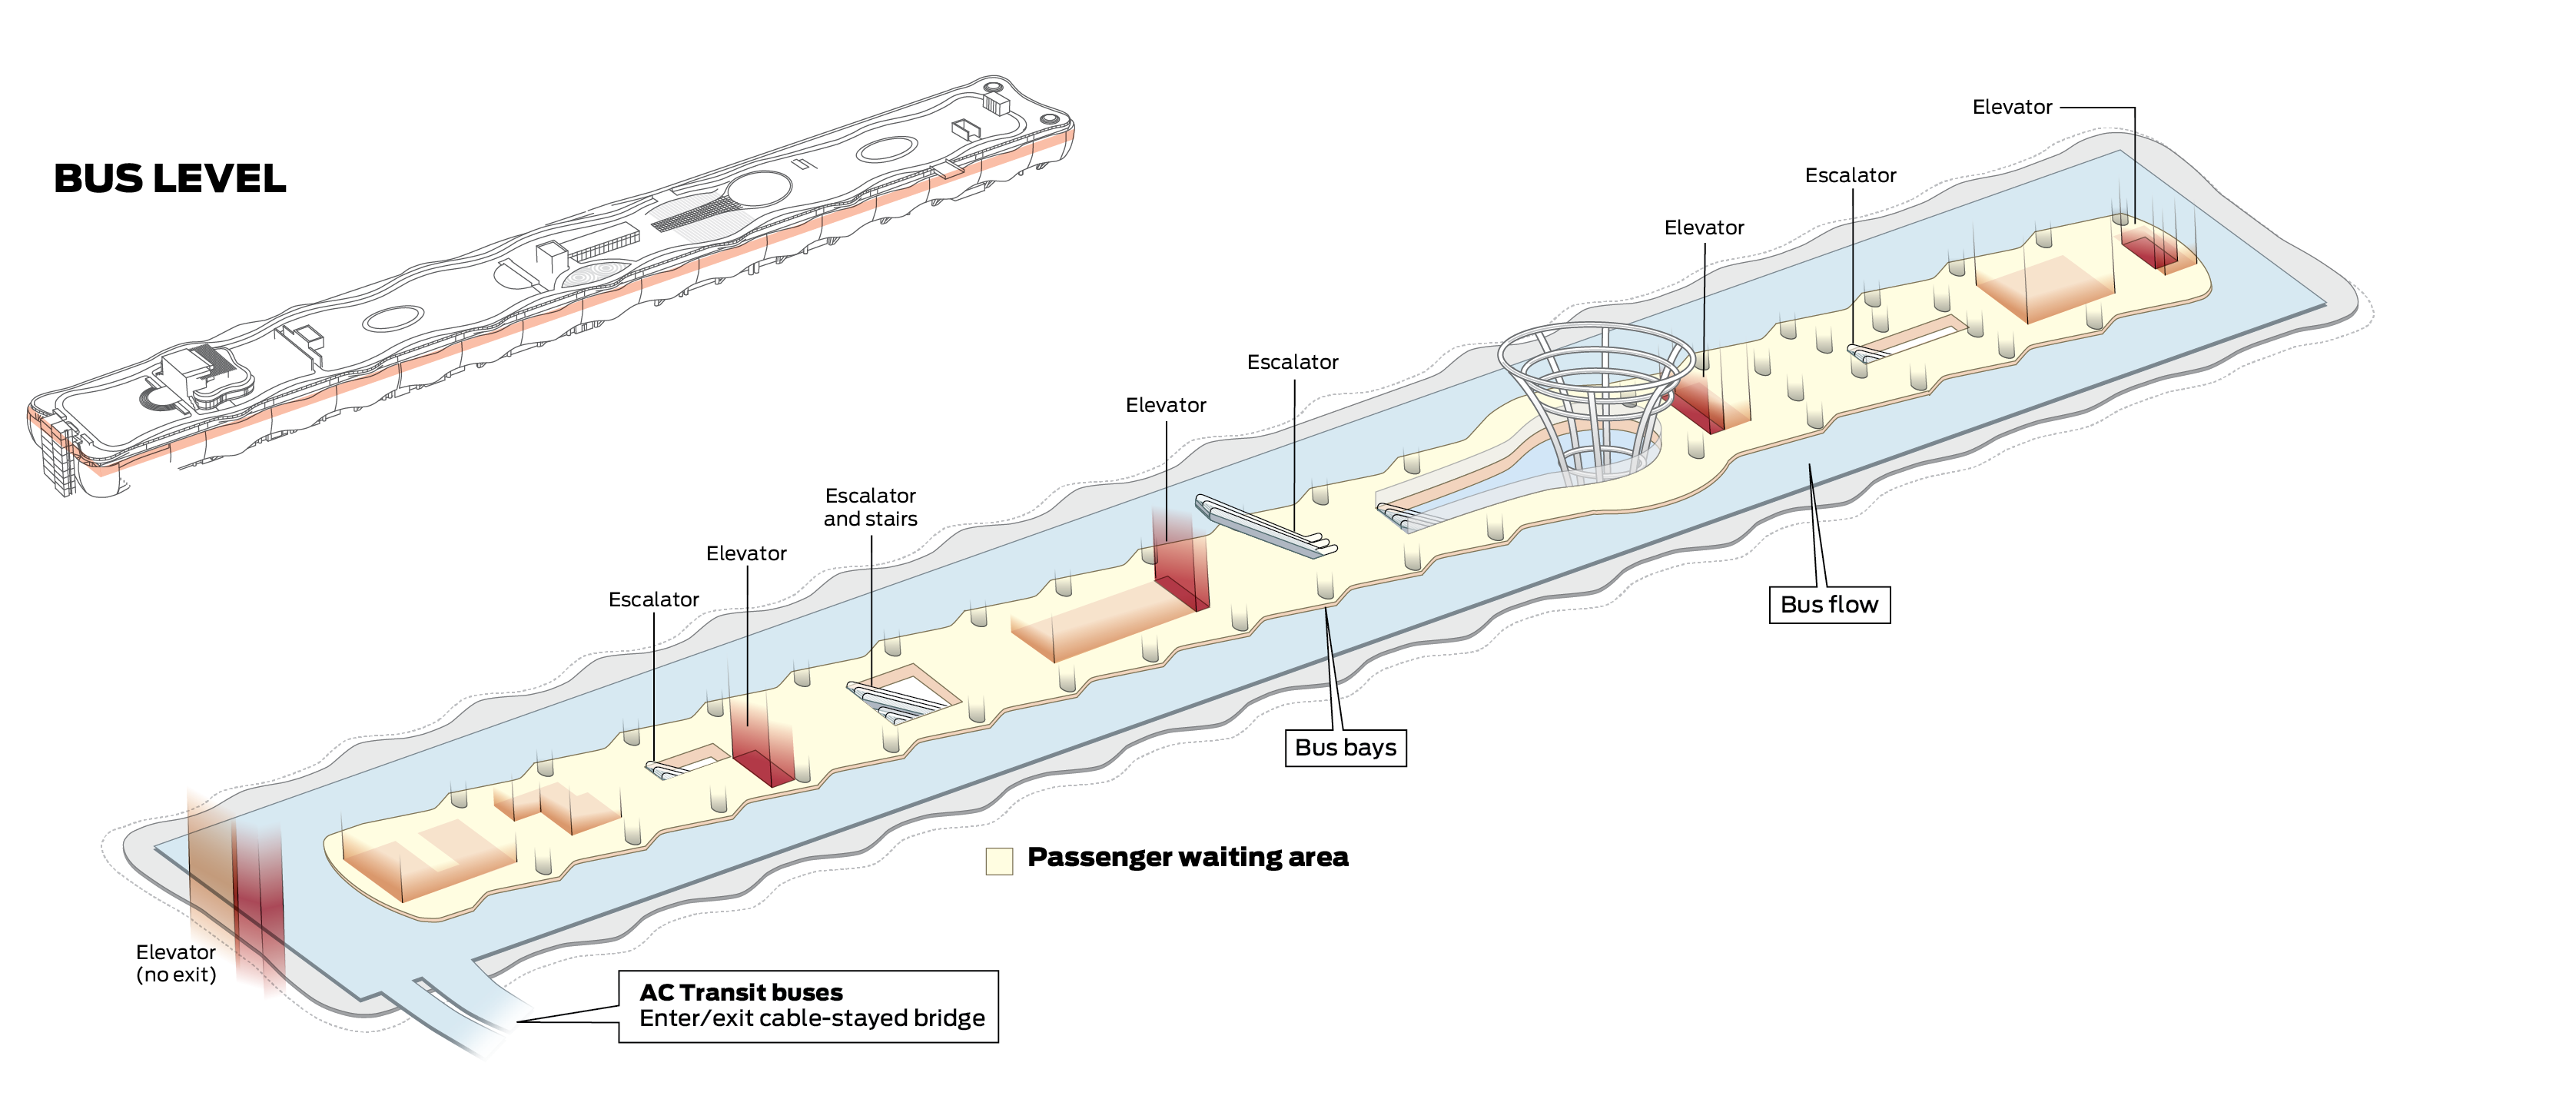 BUS LEVEL
Elevator
Escalator
Elevator
Escalator
Elevator
Escalator
and stairs
Elevator
Escalator
Bus flow
Bus bays
Passenger waiting area
Elevator
(no exit)
AC Transit buses
Enter/exit cable-stayed bridge